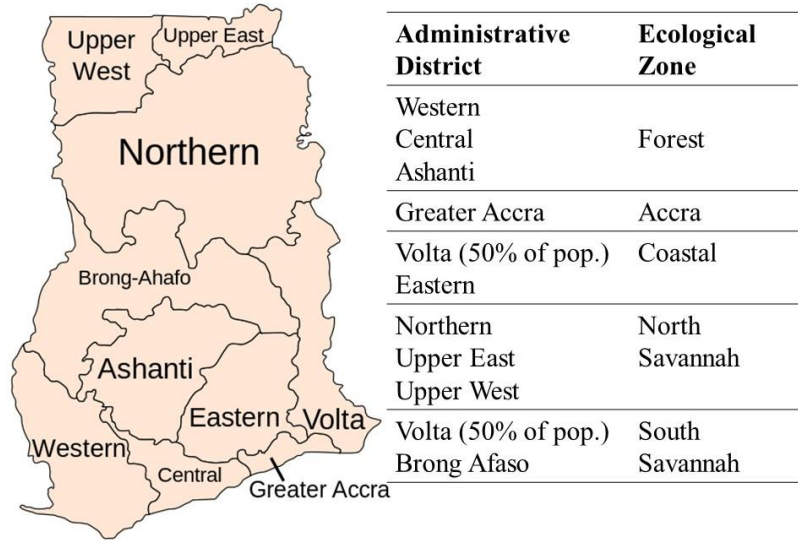 Upper
West
Upper East
Northern
Brong-Ahafo
Ashanti
Eastern
Volta
Western
Central
Greater Accra
Administrative District Ecological Zone
Western
Central Forest
Ashanti
Greater Accra Accra
Volta (50% of pop.) Coastal
Eastern
Northern North
Upper East Savannah
Upper West
Volta (50% of pop.) South
Brong Afaso Savannah